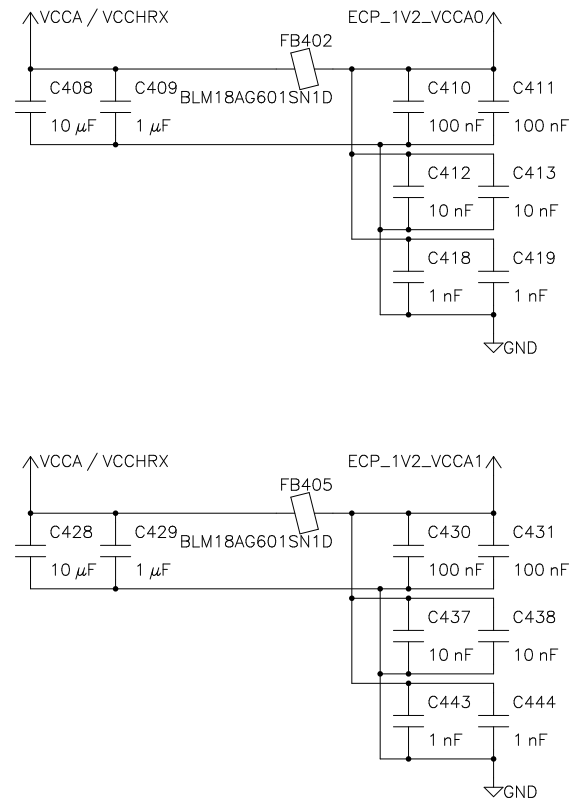 VCCA / VCCHRX
ECP_1V2_VCCA0
FB402
C408
C409
BLM18AG601SN1D
C410
C411
10 µF
1 µF
100 nF
100 nF
C412
C413
10 nF
10 nF
C418
C419
1 nF
1 nF
GND
VCCA / VCCHRX
ECP_1V2_VCCA1
FB405
C428
C429
BLM18AG601SN1D
C430
C431
10 µF
1 µF
100 nF
100 nF
C437
C438
10 nF
10 nF
C443
C444
1 nF
1 nF
GND